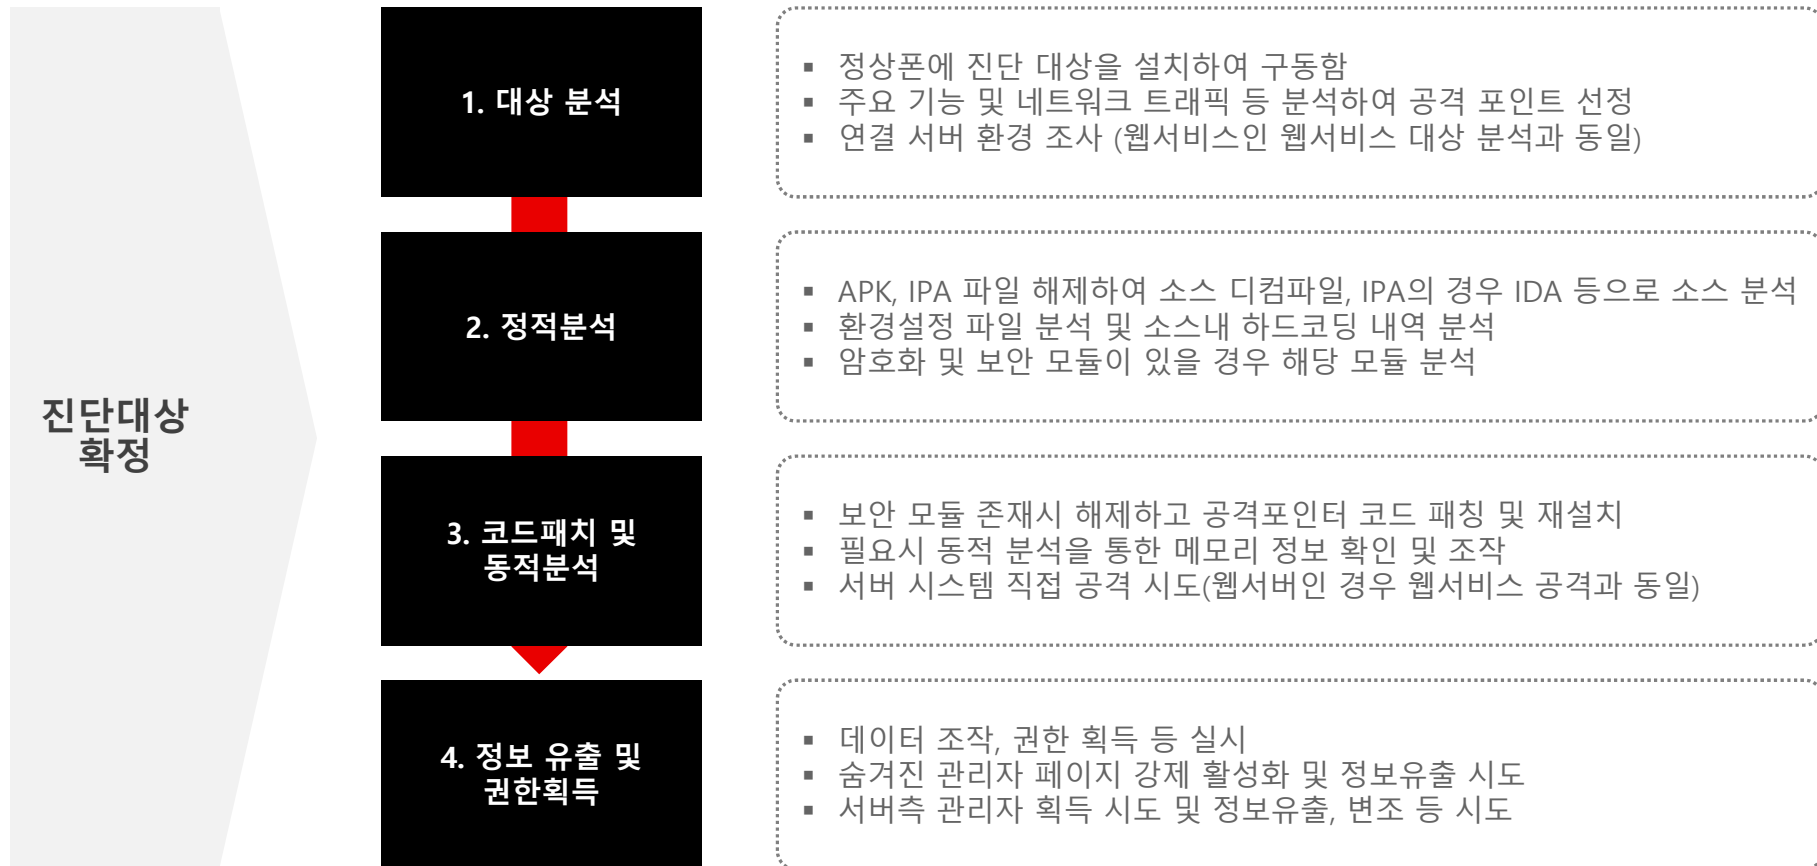 진단대상
확정
1. 대상 분석
▪ 정상폰에 진단 대상을 설치하여 구동함
▪ 주요 기능 및 네트워크 트래픽 등 분석하여 공격 포인트 선정
▪ 연결 서버 환경 조사 (웹서비스인 웹서비스 대상 분석과 동일)
2. 정적분석
▪ APK, IPA 파일 해제하여 소스 디컴파일, IPA의 경우 IDA 등으로 소스 분석
▪ 환경설정 파일 분석 및 소스내 하드코딩 내역 분석
▪ 암호화 및 보안 모듈이 있을 경우 해당 모듈 분석
3. 코드패치 및
동적분석
▪ 보안 모듈 존재시 해제하고 공격포인터 코드 패칭 및 재설치
▪ 필요시 동적 분석을 통한 메모리 정보 확인 및 조작
▪ 서버 시스템 직접 공격 시도(웹서버인 경우 웹서비스 공격과 동일)
4. 정보 유출 및
권한획득
▪ 데이터 조작, 권한 획득 등 실시
▪ 숨겨진 관리자 페이지 강제 활성화 및 정보유출 시도
▪ 서버측 관리자 획득 시도 및 정보유출, 변조 등 시도